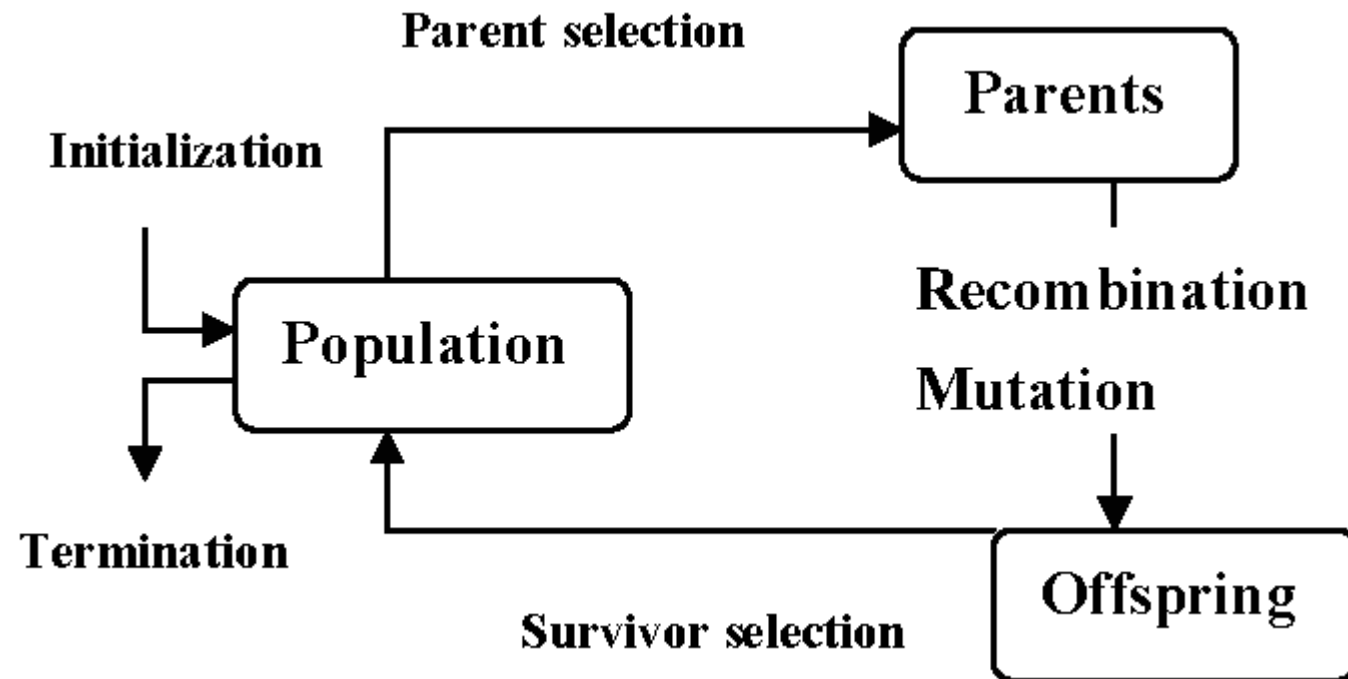 Parent selection
Parents
Initialization
Recombination
Population
Mutation
Termination
Offspring
Survivor selection